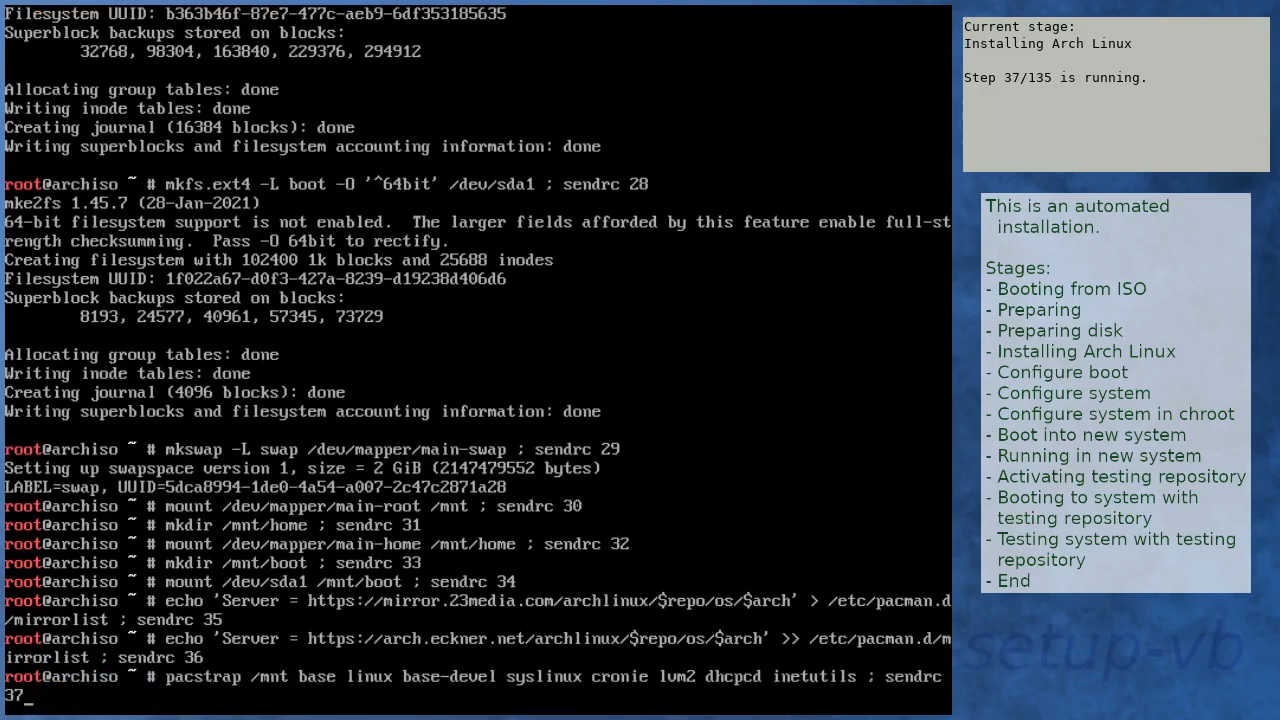 Filesystem UUID: b363b46f-87e7-477c-aeb9-6df353185635
Superblock backups stored on blocks:
        32768, 98304, 163840, 229376, 294912

Allocating group tables: done
Writing inode tables: done
Creating journal (16384 blocks): done
Writing superblocks and filesystem accounting information: done

root@archiso ~ # mkfs.ext4 -L boot -O '^64bit' /dev/sda1 ; sendrc 28
mke2fs 1.45.7 (28-Jan-2021)
64-bit filesystem support is not enabled.  The larger fields afforded by this feature enable full-st
rength checksumming.  Pass -O 64bit to rectify.
Creating filesystem with 102400 1k blocks and 25688 inodes
Filesystem UUID: 1f022a67-d0f3-427a-8239-d19238d406d6
Superblock backups stored on blocks:
        8193, 24577, 40961, 57345, 73729

Allocating group tables: done
Writing inode tables: done
Creating journal (4096 blocks): done
Writing superblocks and filesystem accounting information: done

root@archiso ~ # mkswap -L swap /dev/mapper/main-swap ; sendrc 29
Setting up swapspace version 1, size = 2 GiB (2147479552 bytes)
LABEL=swap, UUID=5dca8994-1de0-4a54-a007-2c47c2871a28
root@archiso ~ # mount /dev/mapper/main-root /mnt ; sendrc 30
root@archiso ~ # mkdir /mnt/home ; sendrc 31
root@archiso ~ # mount /dev/mapper/main-home /mnt/home ; sendrc 32
root@archiso ~ # mkdir /mnt/boot ; sendrc 33
root@archiso ~ # mount /dev/sda1 /mnt/boot ; sendrc 34
root@archiso ~ # echo 'Server = https://mirror.23media.com/archlinux/$repo/os/$arch' > /etc/pacman.d
/mirrorlist ; sendrc 35
root@archiso ~ # echo 'Server = https://arch.eckner.net/archlinux/$repo/os/$arch' >> /etc/pacman.d/m
irrorlist ; sendrc 36
root@archiso ~ # pacstrap /mnt base linux base-devel syslinux cronie lvm2 dhcpcd inetutils ; sendrc
37_
Current stage:
Installing Arch Linux

Step 37/135 is running.

This is an automated
installation.

Stages:
- Booting from ISO
- Preparing
- Preparing disk
- Installing Arch Linux
- Configure boot
- Configure system
- Configure system in chroot
- Boot into new system
- Running in new system
- Activating testing repository
- Booting to system with
testing repository
- Testing system with testing
repository
- End
setup-vb